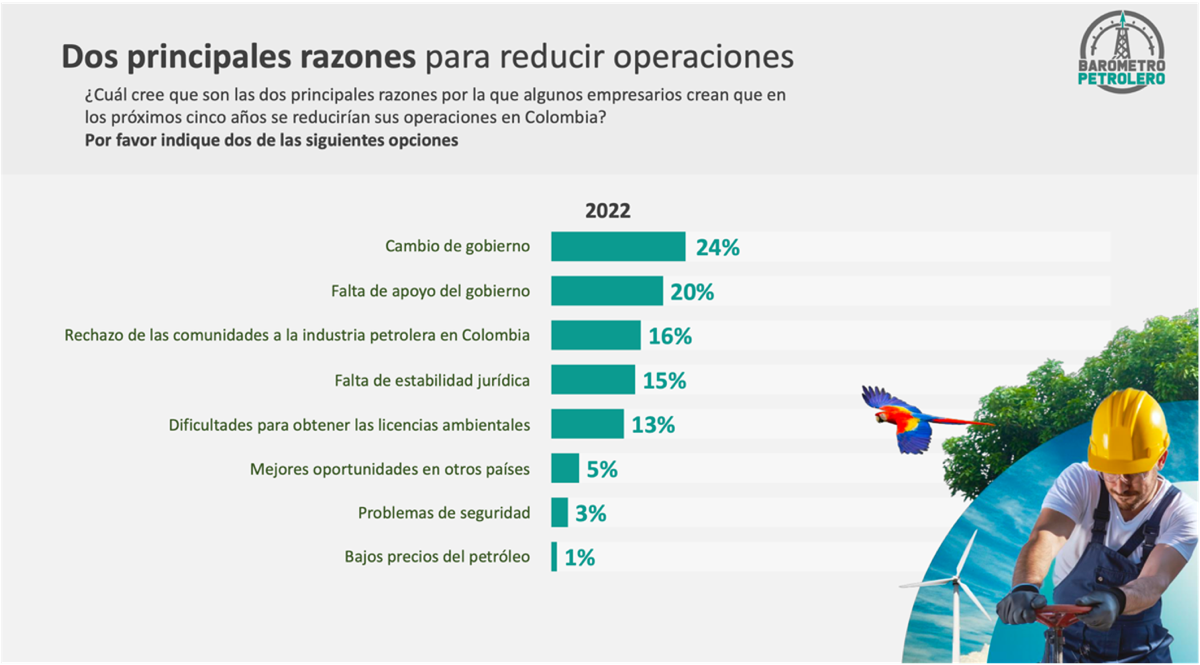 Dos principales razones para reducir operaciones
BARÓMETRO
PETROLERO
¿Cuál cree que son las dos principales razones por la que algunos empresarios crean que en
los próximos cinco años se reducirían sus operaciones en Colombia?
Por favor indique dos de las siguientes opciones
2022
Cambio de gobierno 24%
Falta de apoyo del gobierno 20%
Rechazo de las comunidades a la industria petrolera en Colombia 16%
Falta de estabilidad jurídica 15%
Dificultades para obtener las licencias ambientales 13%
Mejores oportunidades en otros países 5%
Problemas de seguridad 3%
Bajos precios del petróleo 1%